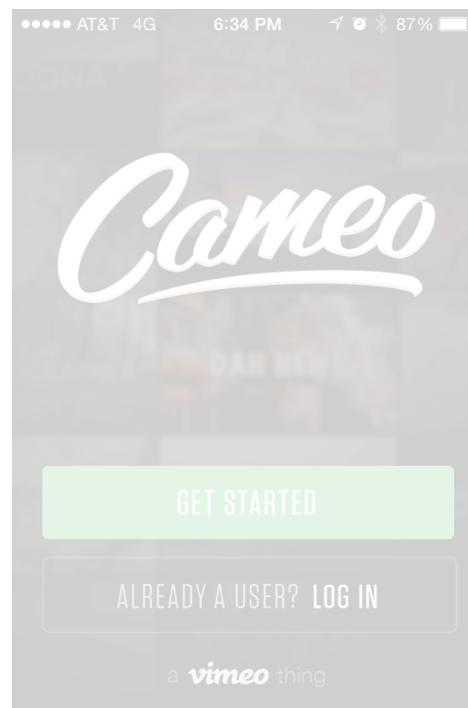 AT&T 4G 6:34 PM 87%
Cameo
GET STARTED
ALREADY A USER? LOG IN
a vimeo thing